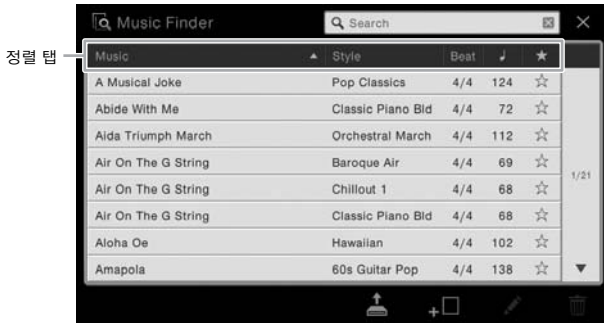 Music Finder Search
정렬 탭
Music Style Beat ♩ ★
A Musical Joke Pop Classics 4/4 124 ☆
Abide With Me Classic Piano Bld 4/4 72 ☆
Aida Triumph March Orchestral March 4/4 112 ☆
Air On The G String Baroque Air 4/4 69 ☆
Air On The G String Chillout 1 4/4 68 ☆
Air On The G String Classic Piano Bld 4/4 68 ☆
Aloha Oe Hawaiian 4/4 102 ☆
Amapola 60s Guitar Pop 4/4 138 ☆
1/21